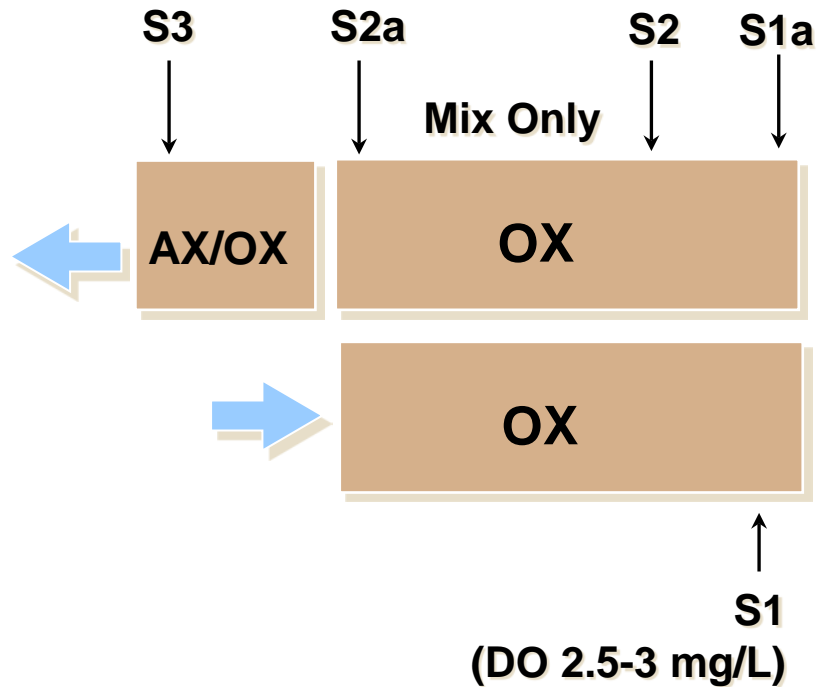 S3 S2a S2 S1a
Mix Only
AX/OX OX
OX
S1
(DO 2.5-3 mg/L)